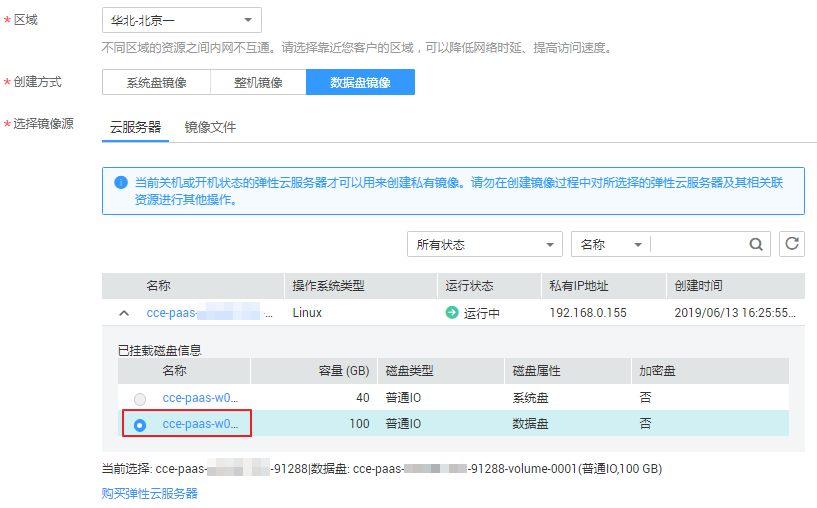 * 区域
华北-北京一
不同区域的资源之间内网不互通。请选择靠近您客户的区域，可以降低网络时延、提高访问速度。
* 创建方式
系统盘镜像 整机镜像 数据盘镜像
* 选择镜像源
云服务器 镜像文件
当前关机或开机状态的弹性云服务器才可以用来创建私有镜像。请勿在创建镜像过程中对所选择的弹性云服务器及其相关联
资源进行其他操作。
所有状态 名称
名称 操作系统类型 运行状态 私有IP地址 创建时间
cce-paas- ... Linux 运行中 192.168.0.155 2019/06/13 16:25:55...
已挂载磁盘信息
名称 容量 (GB) 磁盘类型 磁盘属性 加密盘
cce-paas-w0... 40 普通IO 系统盘 否
cce-paas-w0... 100 普通IO 数据盘 否
当前选择: cce-paas- -91288|数据盘: cce-paas- -91288-volume-0001(普通IO,100 GB)
购买弹性云服务器